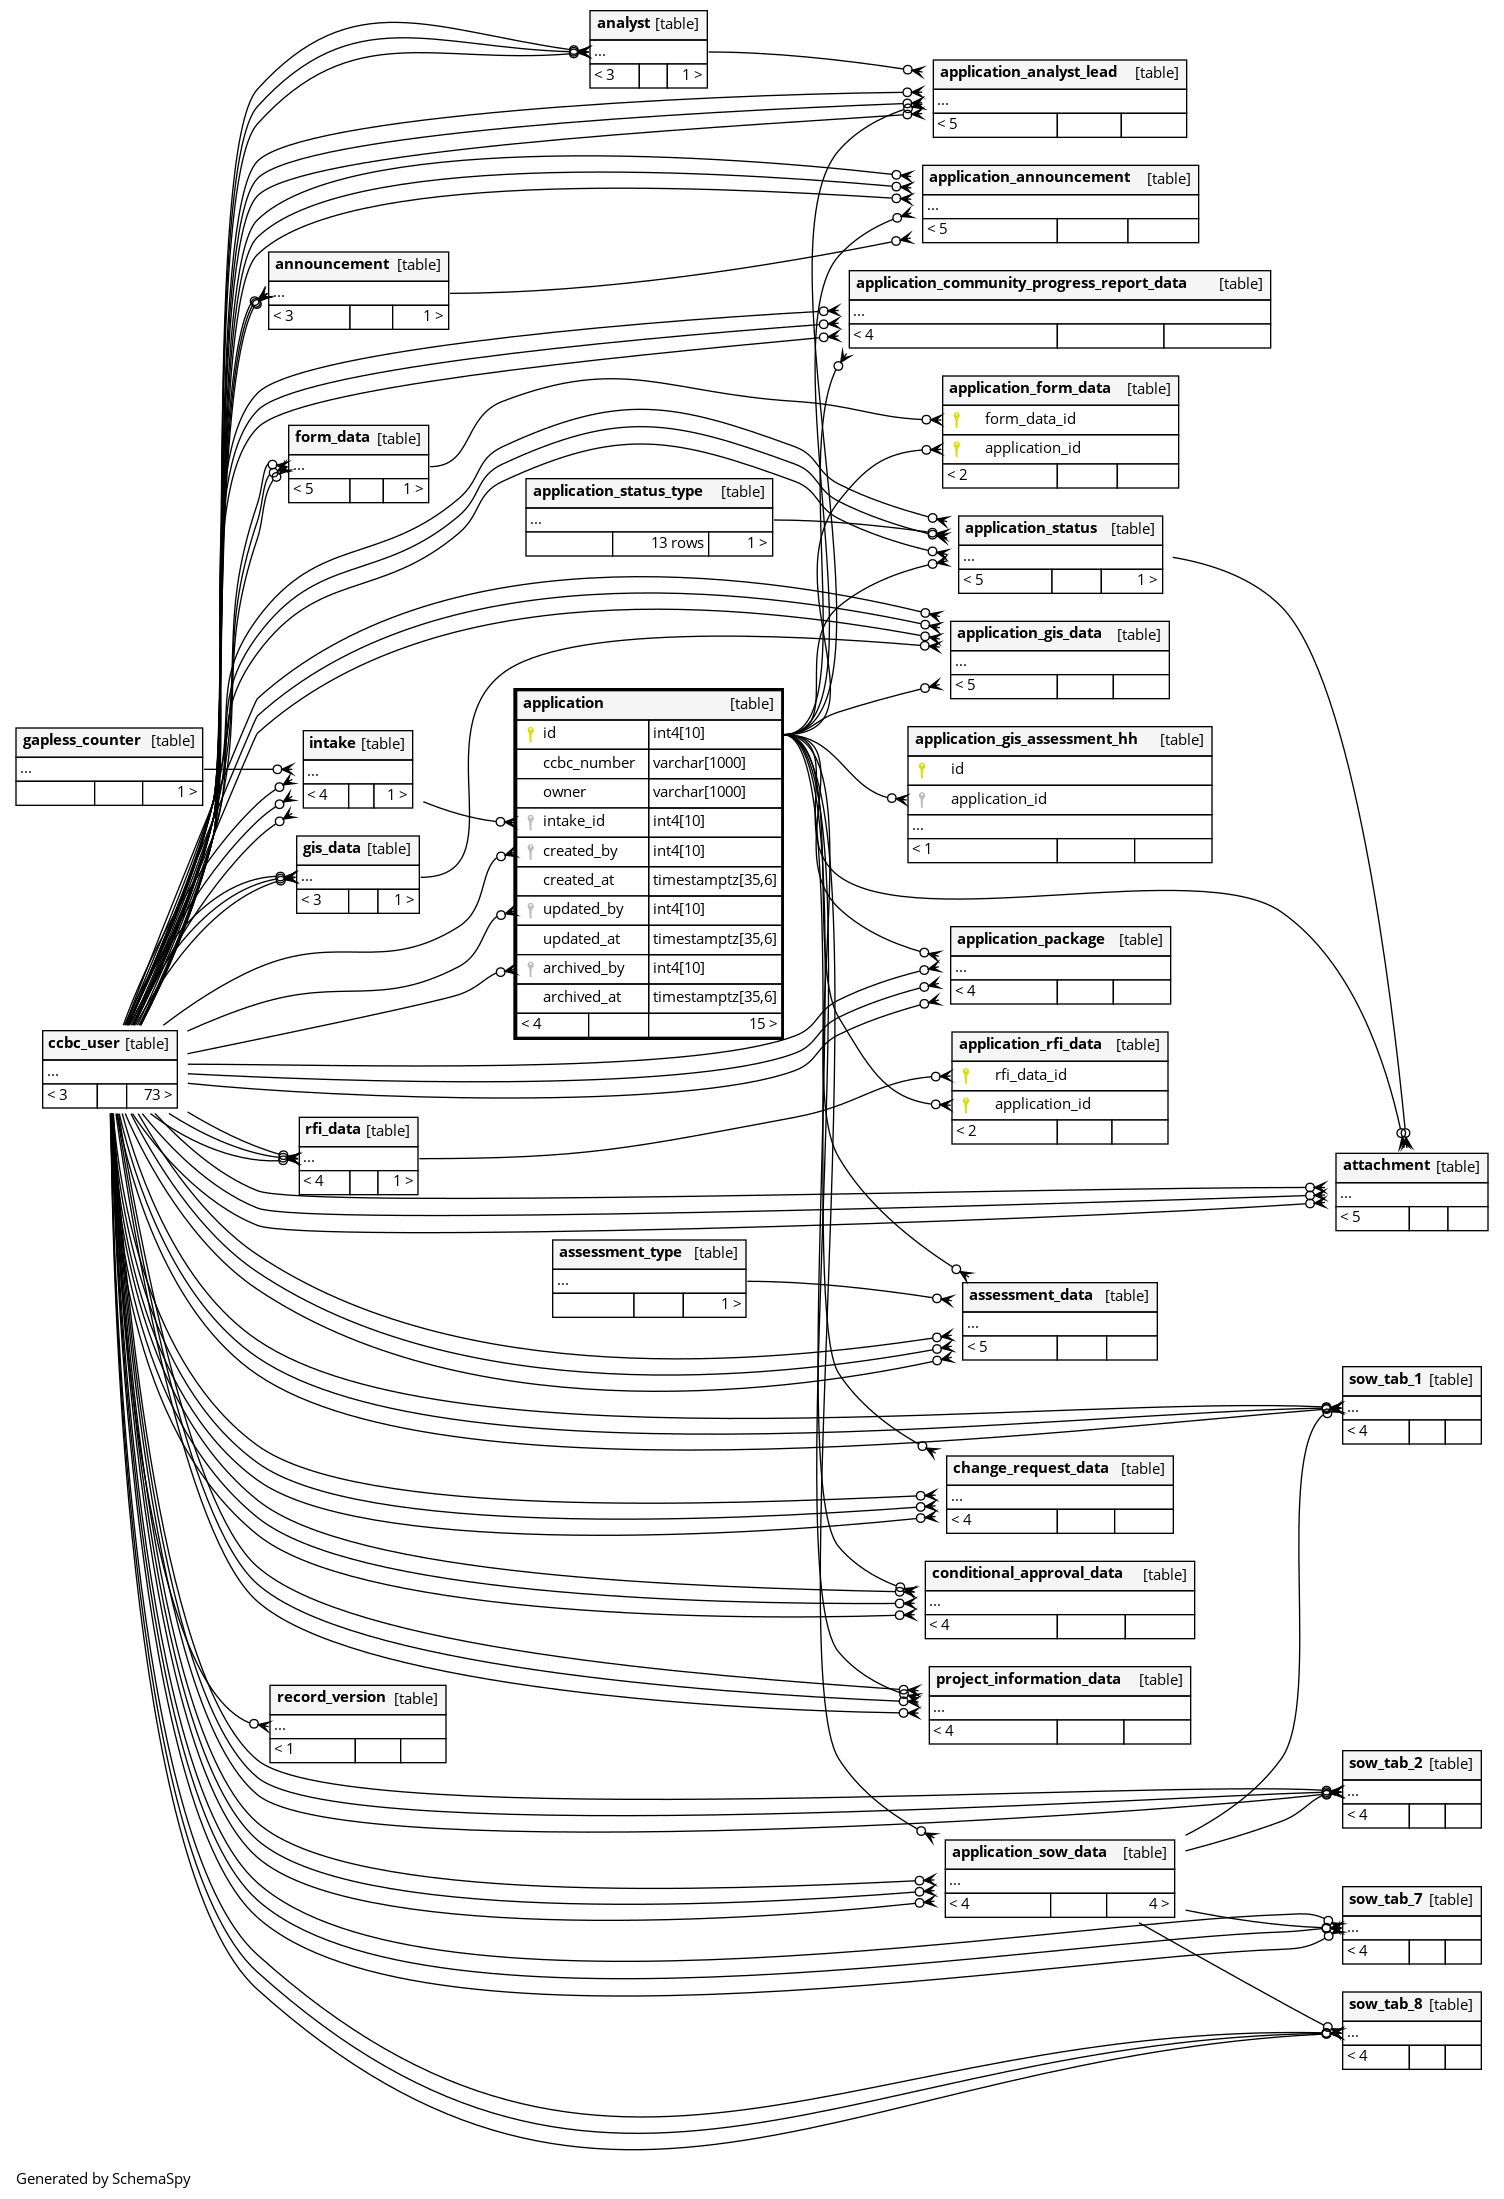 analyst [table]
...
< 3 1 >
application_analyst_lead [table]
...
< 5
application_announcement [table]
...
< 5
announcement [table]
...
< 3 1 >
application_community_progress_report_data [table]
...
< 4
application_form_data [table]
form_data_id
application_id
< 2
form_data [table]
...
< 5 1 >
application_status_type [table]
...
13 rows 1 >
application_status [table]
...
< 5 1 >
application_gis_data [table]
...
< 5
application [table]
id int4[10]
ccbc_number varchar[1000]
owner varchar[1000]
intake_id int4[10]
created_by int4[10]
created_at timestamptz[35,6]
updated_by int4[10]
updated_at timestamptz[35,6]
archived_by int4[10]
archived_at timestamptz[35,6]
< 4 15 >
gapless_counter [table]
...
1 >
intake [table]
...
< 4 1 >
application_gis_assessment_hh [table]
id
application_id
...
< 1
gis_data [table]
...
< 3 1 >
application_package [table]
...
< 4
ccbc_user [table]
...
< 3 73 >
application_rfi_data [table]
rfi_data_id
application_id
< 2
rfi_data [table]
...
< 4 1 >
attachment [table]
...
< 5
assessment_type [table]
...
1 >
assessment_data [table]
...
< 5
sow_tab_1 [table]
...
< 4
change_request_data [table]
...
< 4
conditional_approval_data [table]
...
< 4
project_information_data [table]
...
< 4
record_version [table]
...
< 1
sow_tab_2 [table]
...
< 4
application_sow_data [table]
...
< 4 4 >
sow_tab_7 [table]
...
< 4
sow_tab_8 [table]
...
< 4
Generated by SchemaSpy